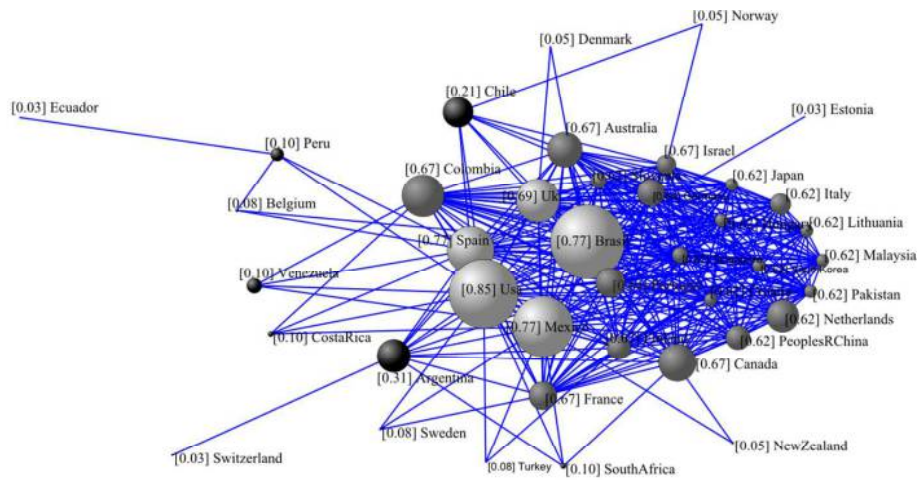 [0.05] Norway
[0.05] Denmark
[0.21] Chile
[0.03] Ecuador
[0.03] Estonia
[0.67] Australia
[0.10] Peru
[0.67] Israel
[0.67] Colombia
[0.62] Japan
[0.69] Uk
[0.62] Italy
[0.08] Belgium
[0.62] Lithuania
[0.77] Spain
[0.77] Brasil
[0.62] Malaysia
[0.10] Venezuela
[0.85] Usa
[0.62] Pakistan
[0.62] Netherlands
[0.77] Mexico
[0.10] CostaRica
[0.62] PeoplesRChina
[0.67] Canada
[0.31] Argentina
[0.67] France
[0.08] Sweden
[0.05] NewZealand
[0.03] Switzerland
[0.08] Turkey
[0.10] SouthAfrica